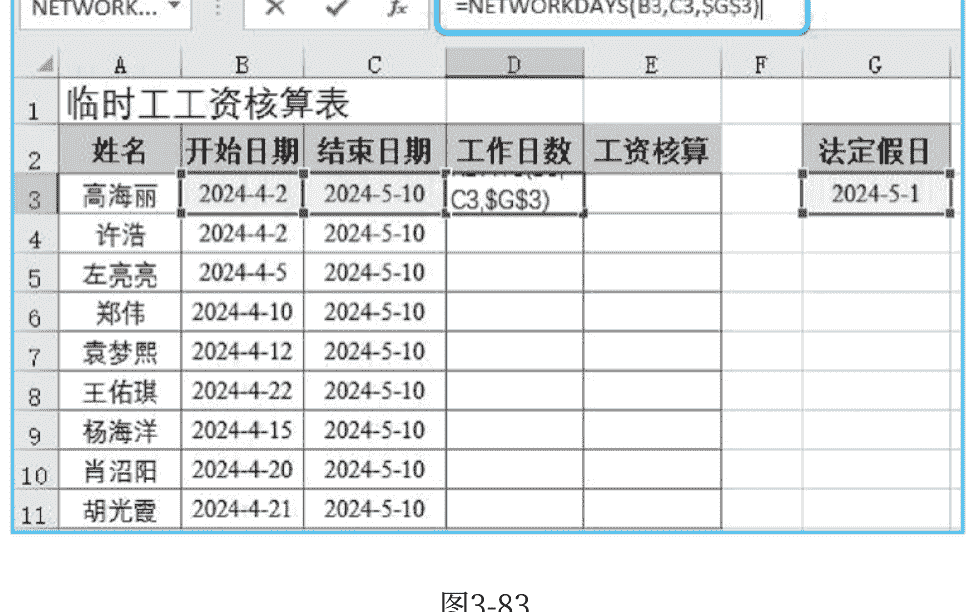 NETWORK... =NETWORKDAYS(B3,C3,$G$3)
A B C D E F G
1 临时工工资核算表
2 姓名 开始日期 结束日期 工作日数 工资核算 法定假日
3 高海丽 2024-4-2 2024-5-10 C3,$G$3) 2024-5-1
4 许浩 2024-4-2 2024-5-10
5 左亮亮 2024-4-5 2024-5-10
6 郑伟 2024-4-10 2024-5-10
7 袁梦熙 2024-4-12 2024-5-10
8 王佑琪 2024-4-22 2024-5-10
9 杨海洋 2024-4-15 2024-5-10
10 肖沼阳 2024-4-20 2024-5-10
11 胡光霞 2024-4-21 2024-5-10
图3-83